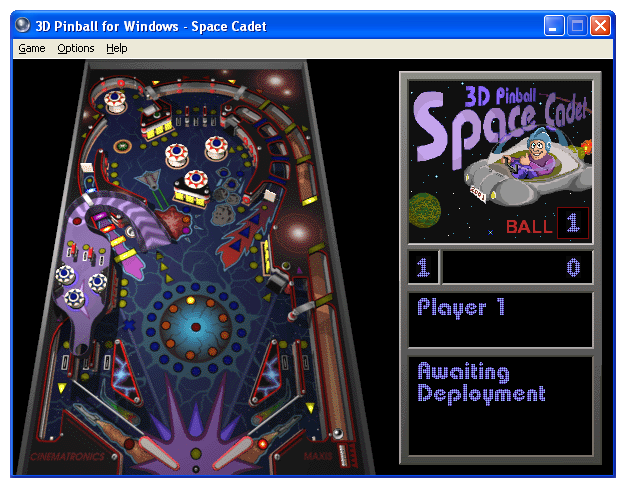 3D Pinball for Windows - Space Cadet
Game Options Help
3D Pinball
Space Cadet
BALL 1
1 0
Player 1
Awaiting
Deployment
CINEMATRONICS MAXIS